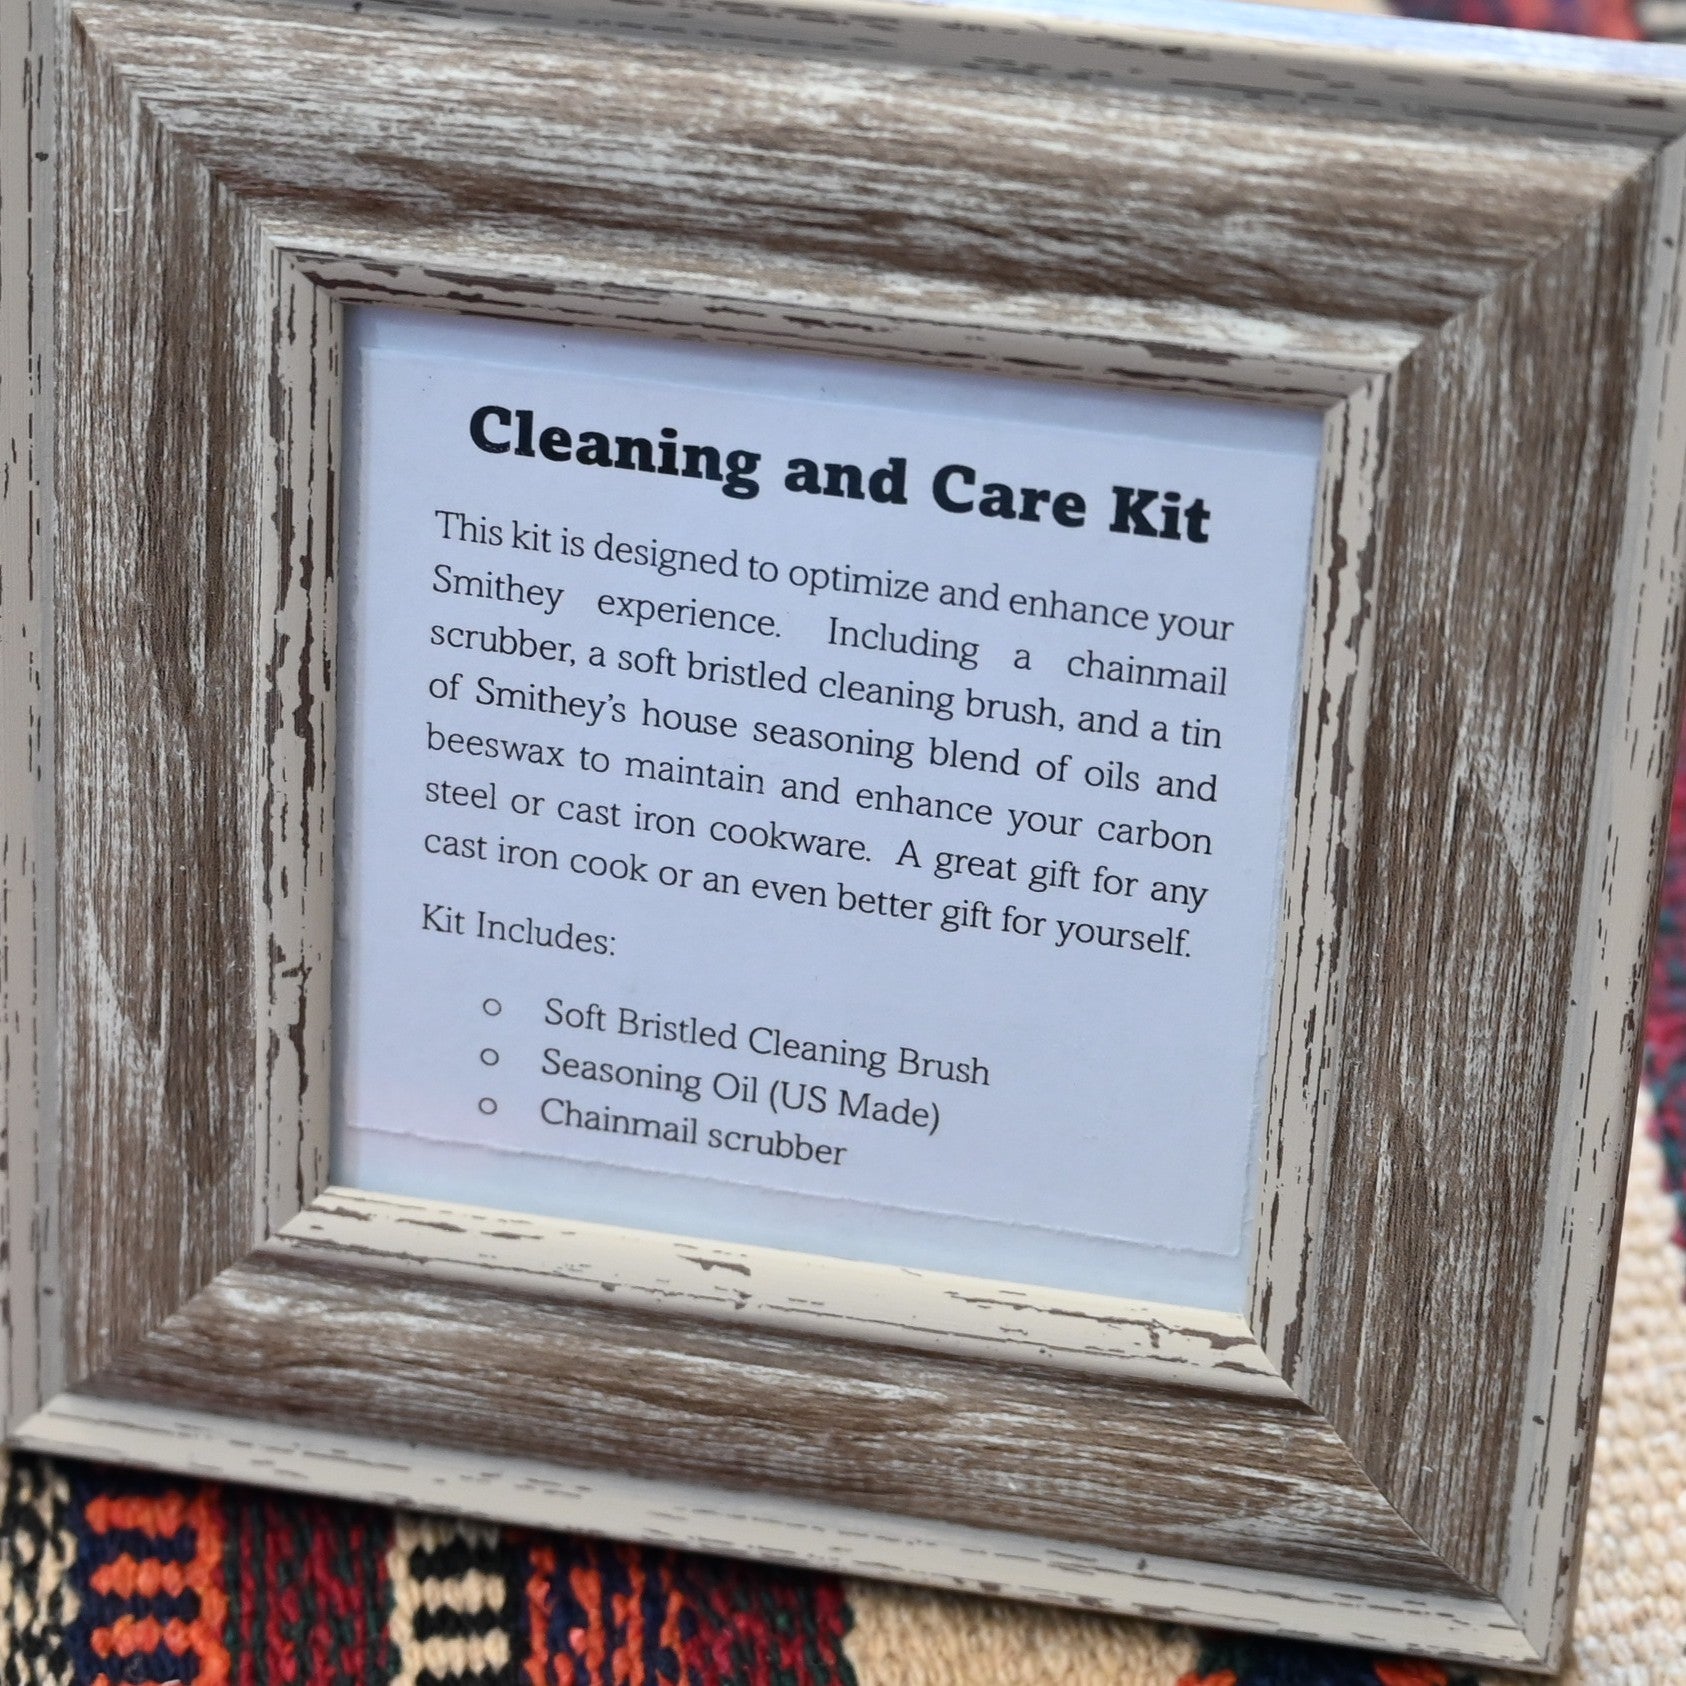 Cleaning and Care Kit
This kit is designed to optimize and enhance your
Smithey experience. Including a chainmail
scrubber, a soft bristled cleaning brush, and a tin
of Smithey's house seasoning blend of oils and
beeswax to maintain and enhance your carbon
steel or cast iron cookware. A great gift for any
cast iron cook or an even better gift for yourself.
Kit Includes:
○ Soft Bristled Cleaning Brush
○ Seasoning Oil (US Made)
○ Chainmail scrubber